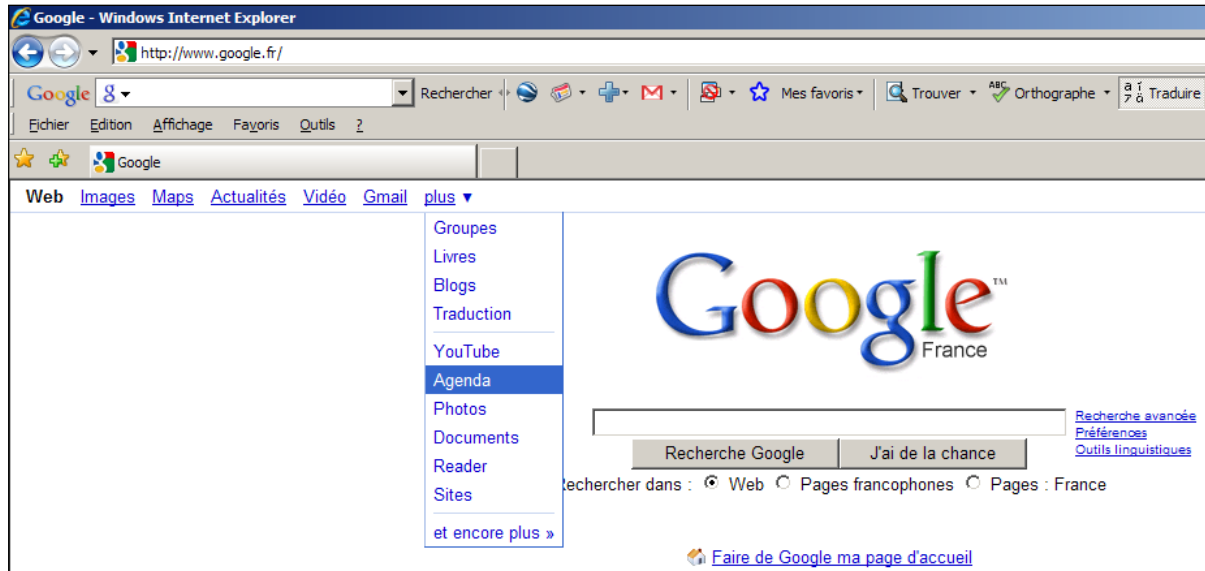 Google - Windows Internet Explorer
http://www.google.fr/
Google g Rechercher Mes favoris Trouver ABC Orthographe Traduire
Fichier Edition Affichage Favoris Outils ?
Google
Web Images Maps Actualités Vidéo Gmail plus ▼
Groupes
Livres
Blogs
Traduction
YouTube
Agenda
Photos
Documents
Reader
Sites
et encore plus »
Google™
France
Recherche avancée
Préférences
Outils linguistiques
Recherche Google J'ai de la chance
echercher dans : Web Pages francophones Pages : France
Faire de Google ma page d'accueil